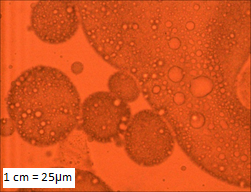 1 cm = 25µm